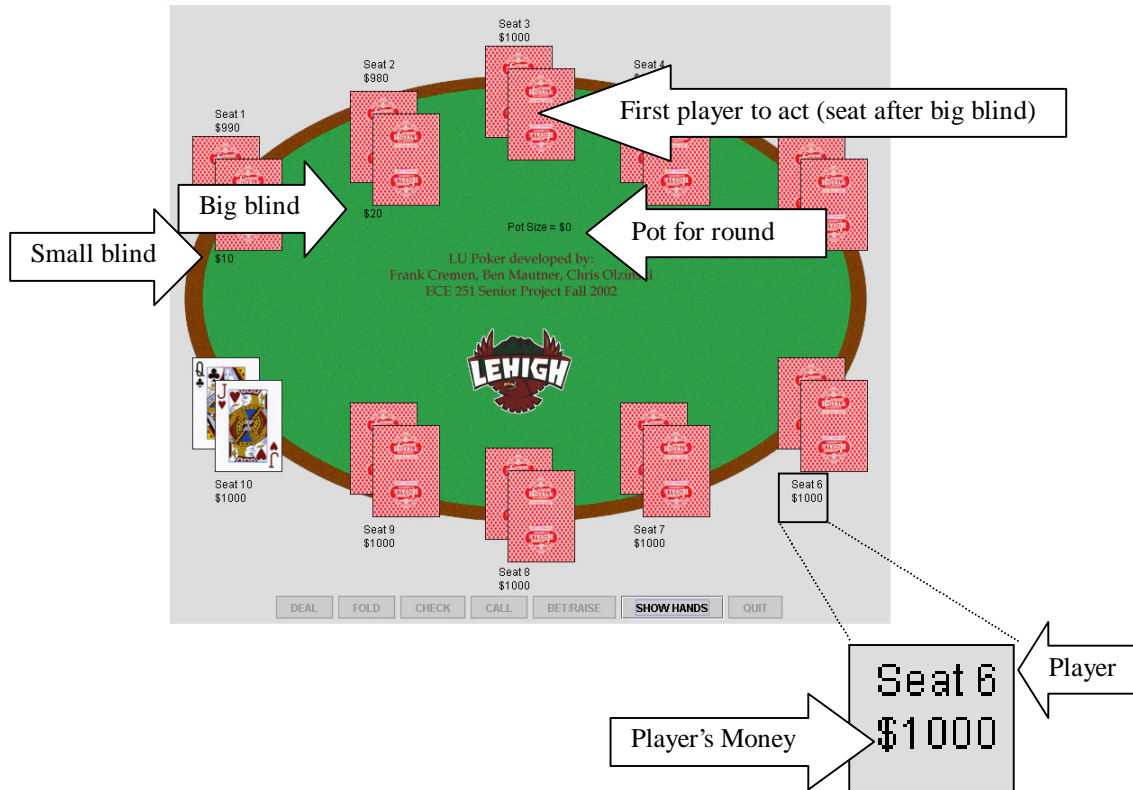 Seat 3
$1000
Seat 2
$980
Seat 4
First player to act (seat after big blind)
Seat 1
$990
Big blind
$20
Pot Size = $0
Pot for round
Small blind
$10
LU Poker developed by:
Frank Cremen, Ben Mautner, Chris
ECE 251 Senior Project Fall 2002
LEHIGH
Q
J
J
Seat 10
$1000
Seat 9
$1000
Seat 8
$1000
Seat 7
$1000
Seat 6
$1000
DEAL FOLD CHECK CALL BET/RAISE SHOW HANDS QUIT
Seat 6
$1000
Player
Player's Money